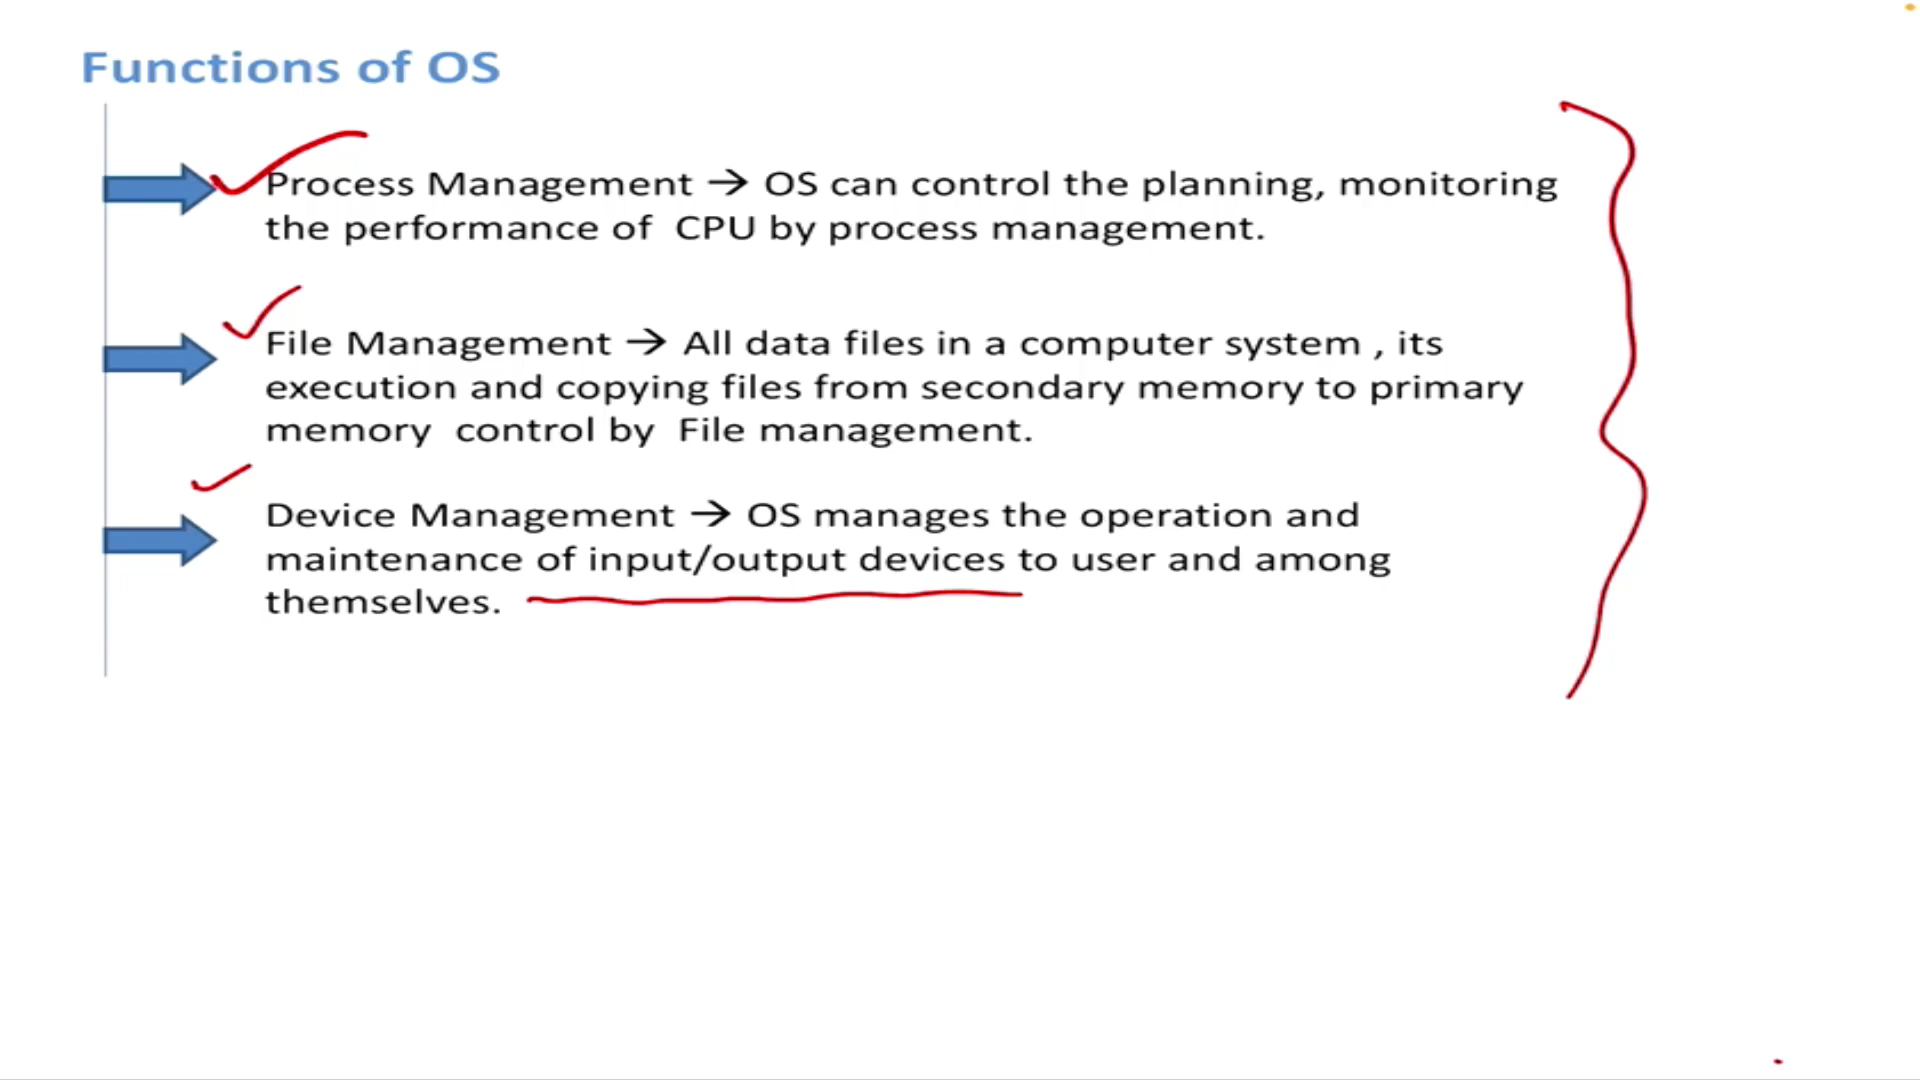 Functions of OS
Process Management → OS can control the planning, monitoring
the performance of CPU by process management.
File Management → All data files in a computer system , its
execution and copying files from secondary memory to primary
memory control by File management.
Device Management → OS manages the operation and
maintenance of input/output devices to user and among
themselves.